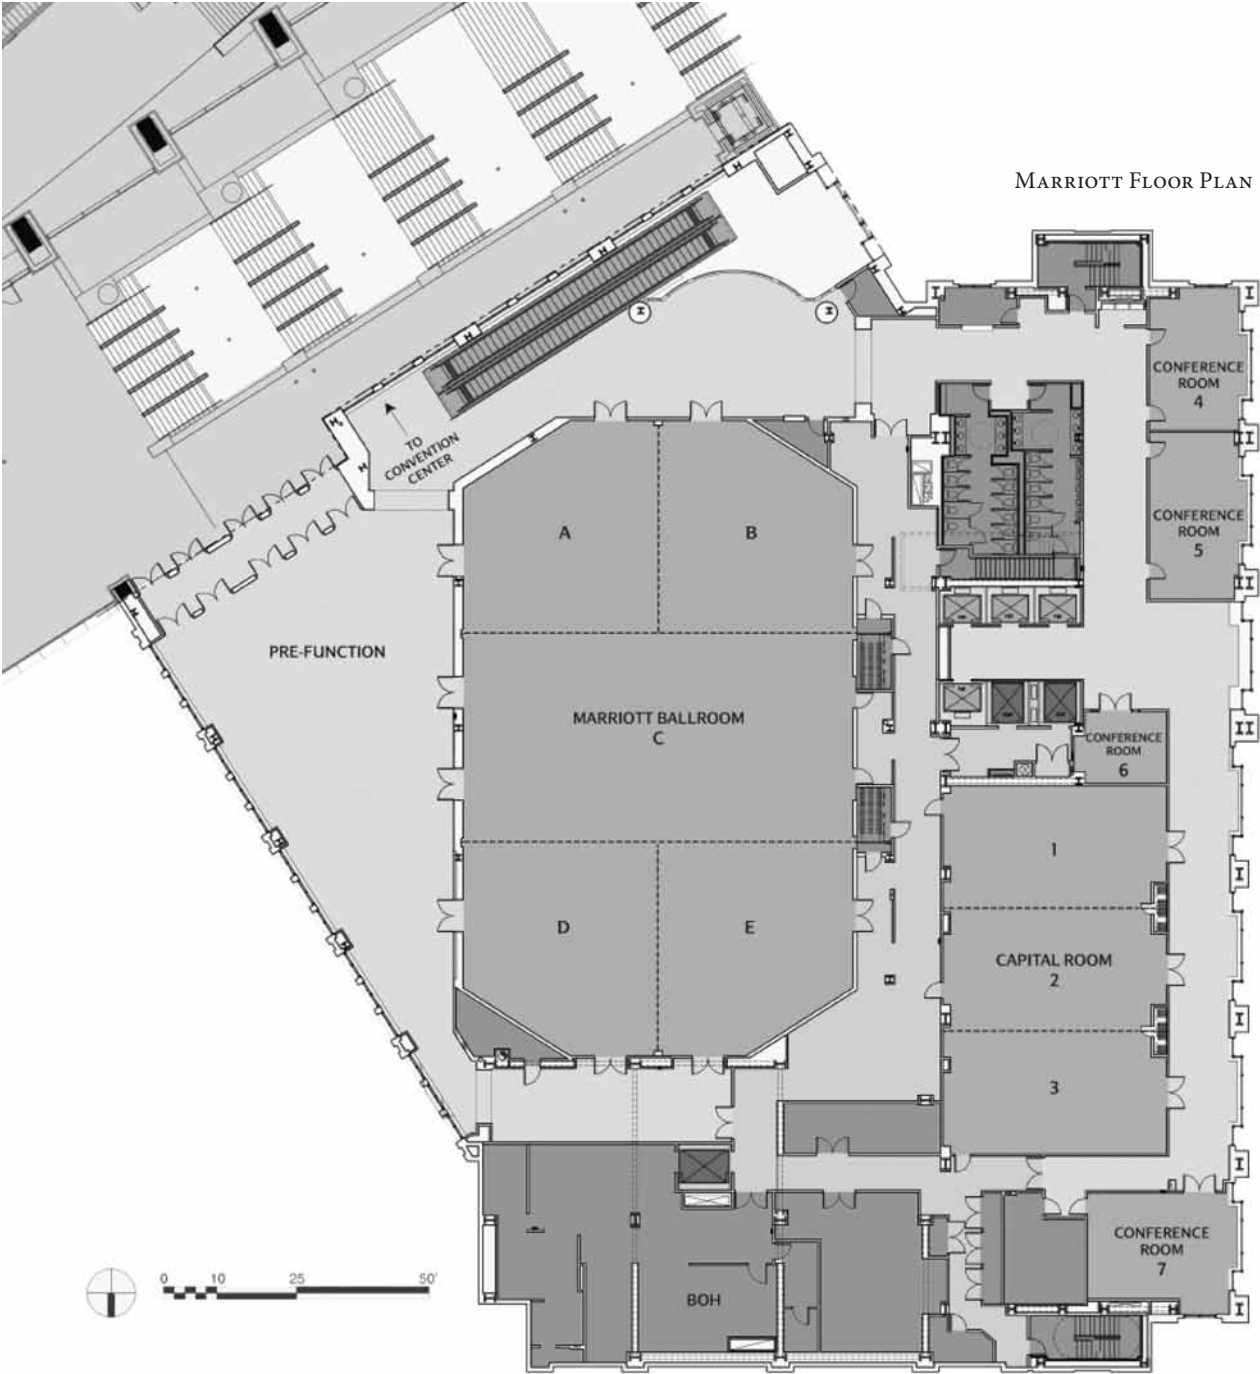 MARRIOTT FLOOR PLAN
CONFERENCE
ROOM
4
TO
CONVENTION
CENTER
A
B
CONFERENCE
ROOM
5
PRE-FUNCTION
MARRIOTT BALLROOM
C
CONFERENCE
ROOM
6
1
D
E
CAPITAL ROOM
2
3
CONFERENCE
ROOM
7
0 10 25 50'
BOH